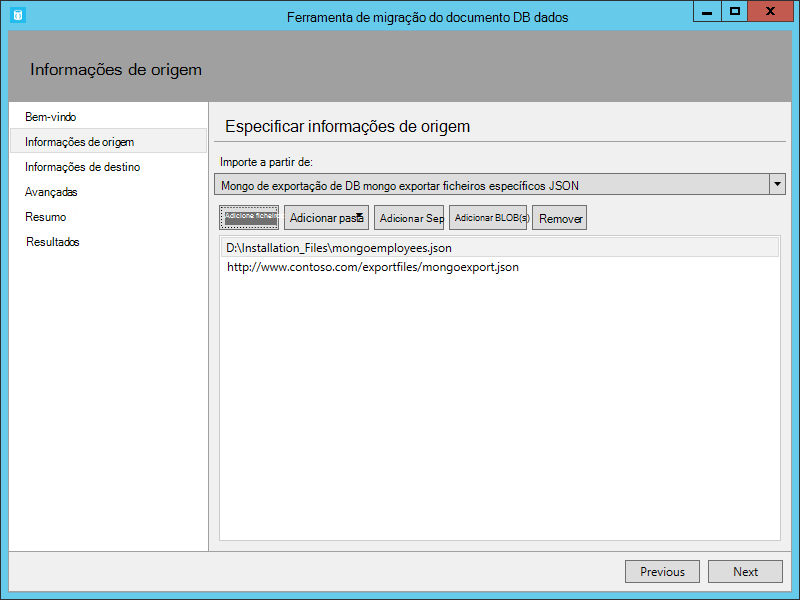 Ferramenta de migração do documento DB dados
Informações de origem
Bem-vindo
Informações de origem
Informações de destino
Avançadas
Resumo
Resultados
Especificar informações de origem
Importe a partir de:
Mongo de exportação de DB mongo exportar ficheiros específicos JSON
Adicione ficheir
Adicionar pasta
Adicionar Sep
Adicionar BLOB(s)
Remover
D:\Installation_Files\mongoemployees.json
http://www.contoso.com/exportfiles/mongoexport.json
Previous
Next